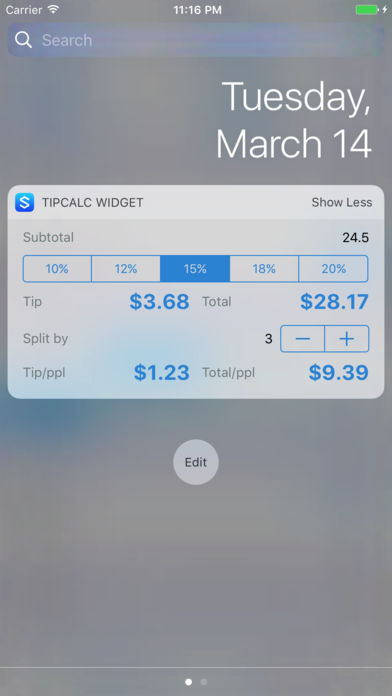 Carrier 11:16 PM
Search
Tuesday,
March 14
TIPCALC WIDGET Show Less
Subtotal 24.5
10% 12% 15% 18% 20%
Tip $3.68 Total $28.17
Split by 3 − +
Tip/ppl $1.23 Total/ppl $9.39
Edit